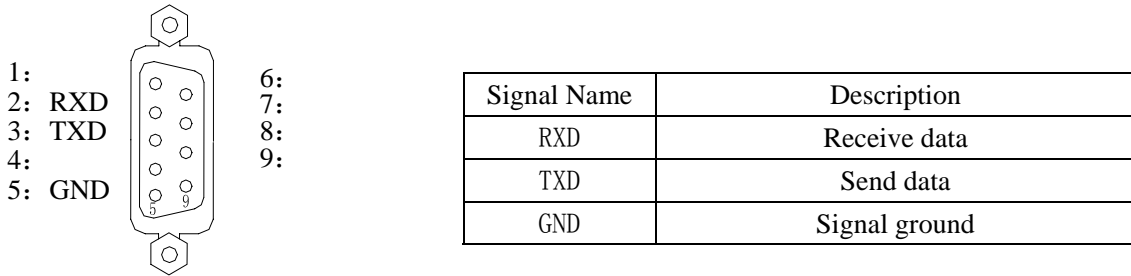 1：
2：RXD
3：TXD
4：
5：GND
5 9
6：
7：
8：
9：
Signal Name Description
RXD Receive data
TXD Send data
GND Signal ground